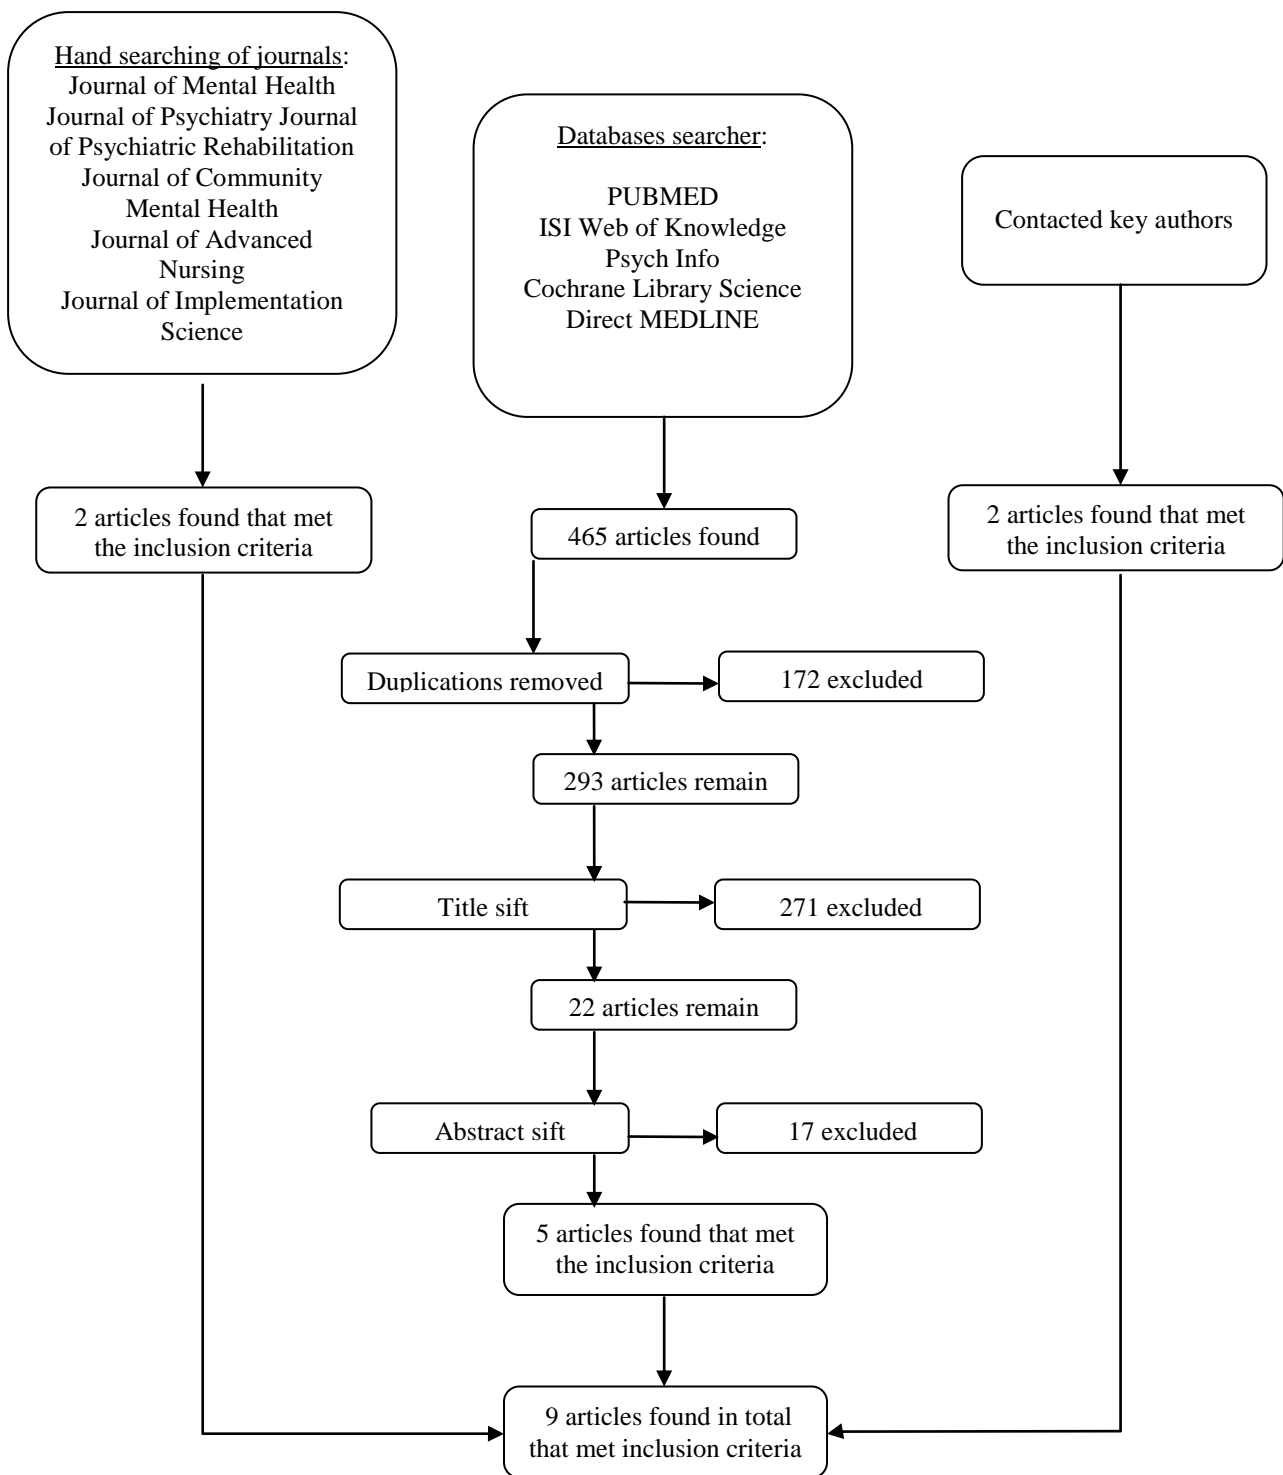 Hand searching of journals:
Journal of Mental Health
Journal of Psychiatry Journal
of Psychiatric Rehabilitation
Journal of Community
Mental Health
Journal of Advanced
Nursing
Journal of Implementation
Science
Databases searcher:
PUBMED
ISI Web of Knowledge
Psych Info
Cochrane Library Science
Direct MEDLINE
Contacted key authors
2 articles found that met
the inclusion criteria
465 articles found
2 articles found that met
the inclusion criteria
Duplications removed
172 excluded
293 articles remain
Title sift
271 excluded
22 articles remain
Abstract sift
17 excluded
5 articles found that met
the inclusion criteria
9 articles found in total
that met inclusion criteria